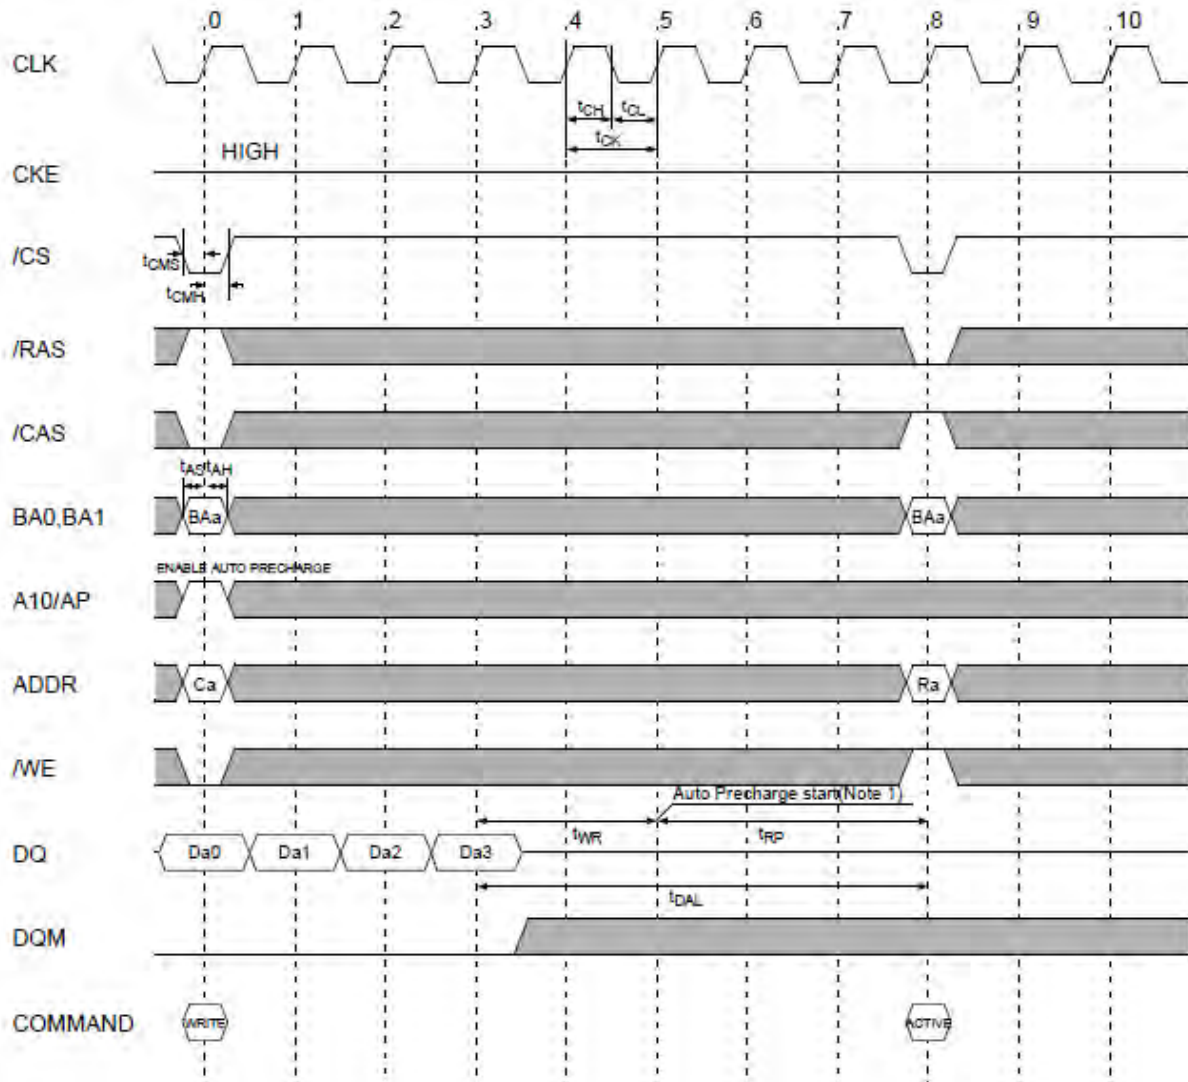 0 1 2 3 4 5 6 7 8 9 10
CLK
tCH tCL
tCK
HIGH
CKE
/CS
tCMS
tCMH
/RAS
/CAS
tAS tAH
BA0,BA1 BAa BAa
ENABLE AUTO PRECHARGE
A10/AP
ADDR Ca Ra
/WE
Auto Precharge start(Note 1)
tWR tRP
DQ Da0 Da1 Da2 Da3
tDAL
DQM
COMMAND WRITE ACTIVE